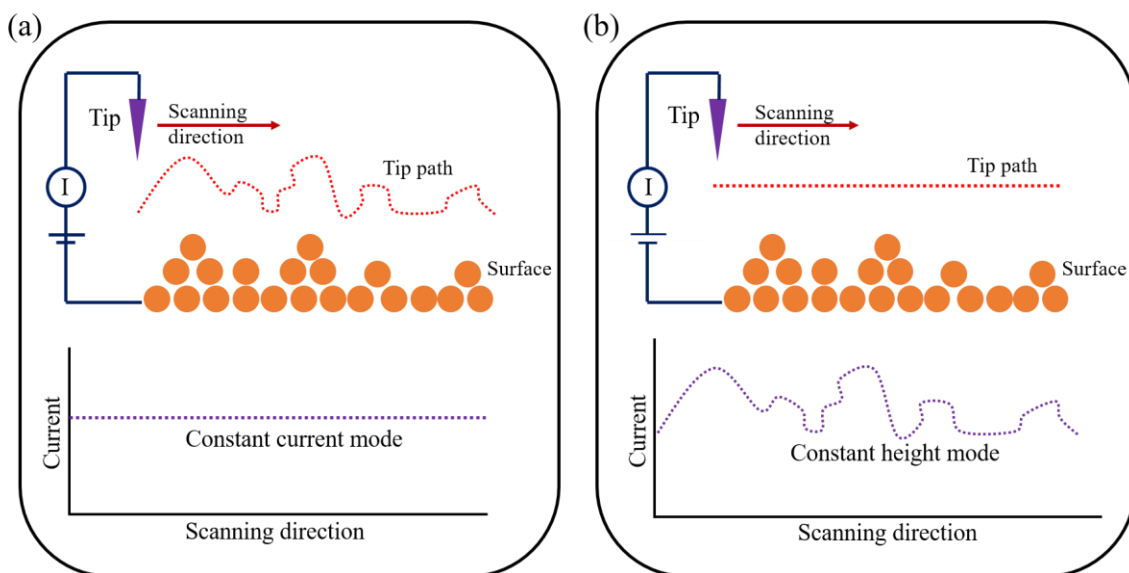 (a)
Tip
Scanning
direction
I
Tip path
Surface
Current
Constant current mode
Scanning direction
(b)
Tip
Scanning
direction
I
Tip path
Surface
Current
Constant height mode
Scanning direction